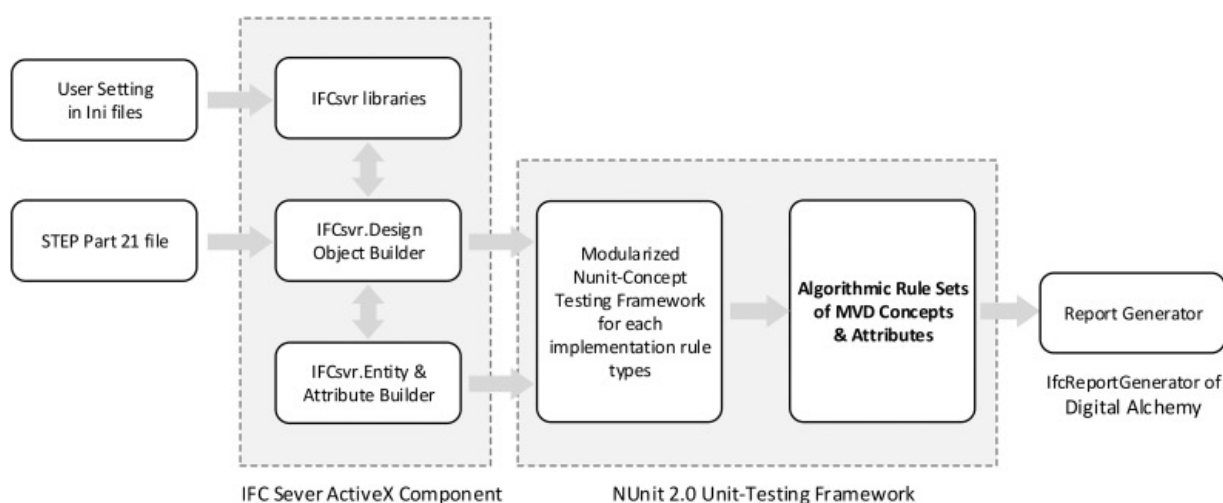 User Setting
in Ini files
IFCsvr libraries
STEP Part 21 file
IFCsvr.Design
Object Builder
IFCsvr.Entity &
Attribute Builder
IFC Sever ActiveX Component
Modularized
Nunit-Concept
Testing Framework
for each
implementation rule
types
Algorithmic Rule Sets
of MVD Concepts
& Attributes
NUnit 2.0 Unit-Testing Framework
Report Generator
IfcReportGenerator of
Digital Alchemy